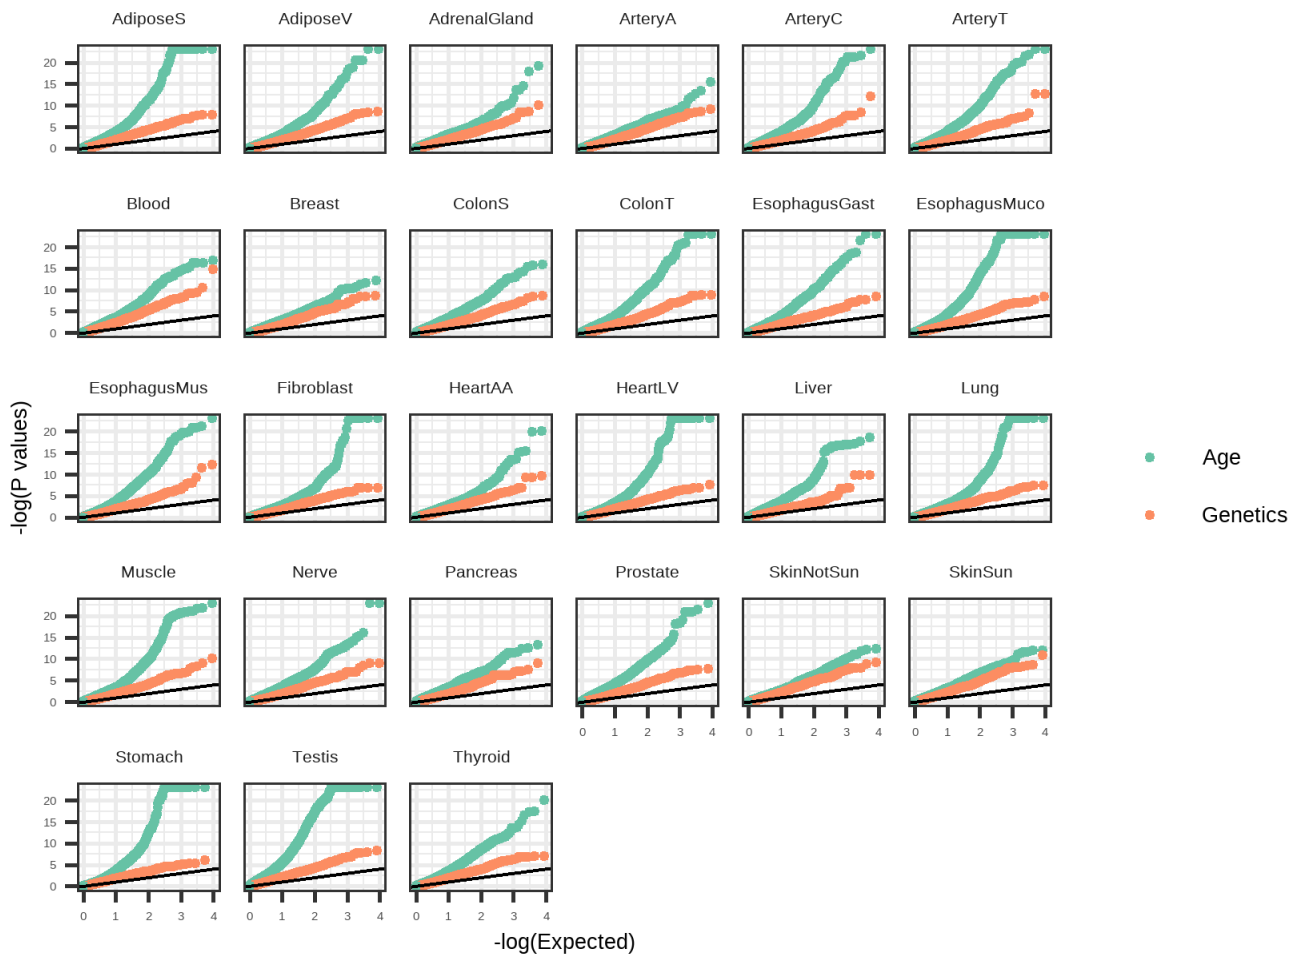 AdiposeS AdiposeV AdrenalGland ArteryA ArteryC ArteryT
20
15
10
5
0
Blood Breast ColonS ColonT EsophagusGast EsophagusMuco
20
15
10
5
0
EsophagusMus Fibroblast HeartAA HeartLV Liver Lung
20
15
10
5
0
-log(P values)
Age
Genetics
Muscle Nerve Pancreas Prostate SkinNotSun SkinSun
20
15
10
5
0
0 1 2 3 4 0 1 2 3 4 0 1 2 3 4
Stomach Testis Thyroid
20
15
10
5
0
0 1 2 3 4 0 1 2 3 4 0 1 2 3 4
-log(Expected)